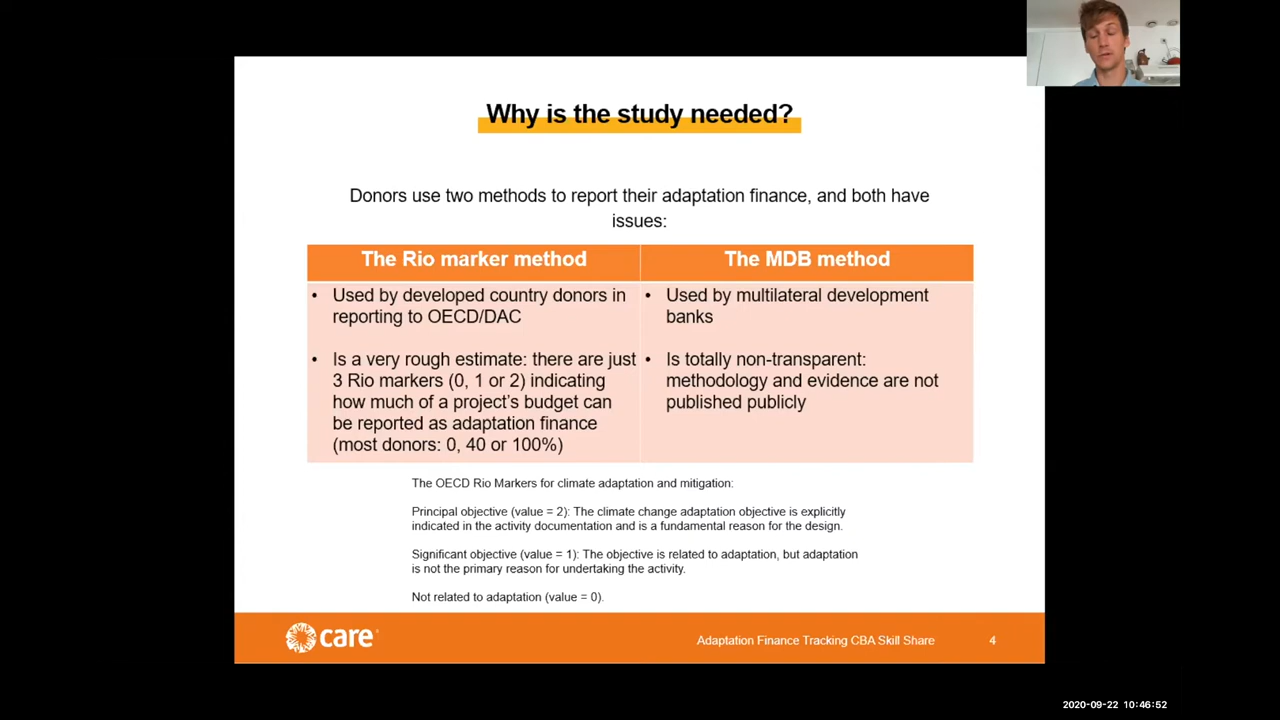 Why is the study needed?
Donors use two methods to report their adaptation finance, and both have
issues:
The Rio marker method
• Used by developed country donors in
reporting to OECD/DAC
• Is a very rough estimate: there are just
3 Rio markers (0, 1 or 2) indicating
how much of a project's budget can
be reported as adaptation finance
(most donors: 0, 40 or 100%)
The MDB method
• Used by multilateral development
banks
• Is totally non-transparent:
methodology and evidence are not
published publicly
The OECD Rio Markers for climate adaptation and mitigation:
Principal objective (value = 2): The climate change adaptation objective is explicitly
indicated in the activity documentation and is a fundamental reason for the design.
Significant objective (value = 1): The objective is related to adaptation, but adaptation
is not the primary reason for undertaking the activity.
Not related to adaptation (value = 0).
care
Adaptation Finance Tracking CBA Skill Share
4
2020-09-22 10:46:52